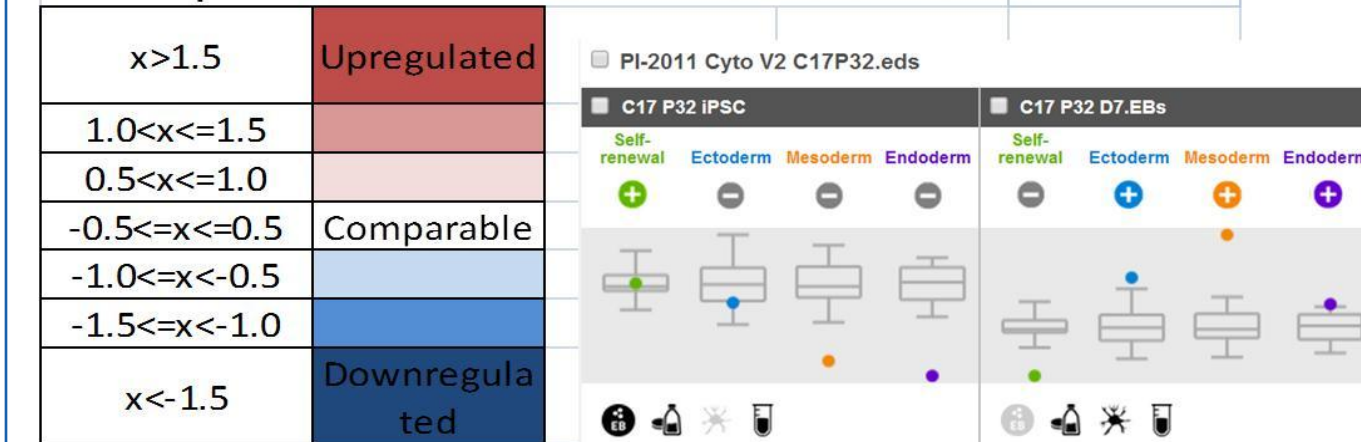 x>1.5 Upregulated
1.0<x<=1.5
0.5<x<=1.0
-0.5<=x<=0.5 Comparable
-1.0<=x<-0.5
-1.5<=x<-1.0
x<-1.5 Downregula
ted
PI-2011 Cyto V2 C17P32.eds
C17 P32 iPSC
Self-
renewal Ectoderm Mesoderm Endoderm
EB
C17 P32 D7.EBs
Self-
renewal Ectoderm Mesoderm Endoderm
EB